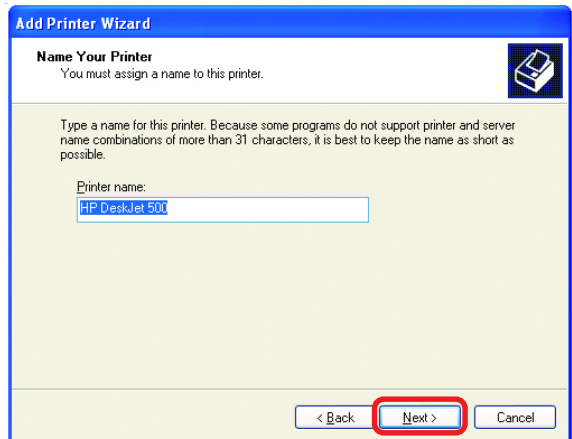 Add Printer Wizard
Name Your Printer
You must assign a name to this printer.
Type a name for this printer. Because some programs do not support printer and server
name combinations of more than 31 characters, it is best to keep the name as short as
possible.
Printer name:
HP DeskJet 500
< Back Next > Cancel